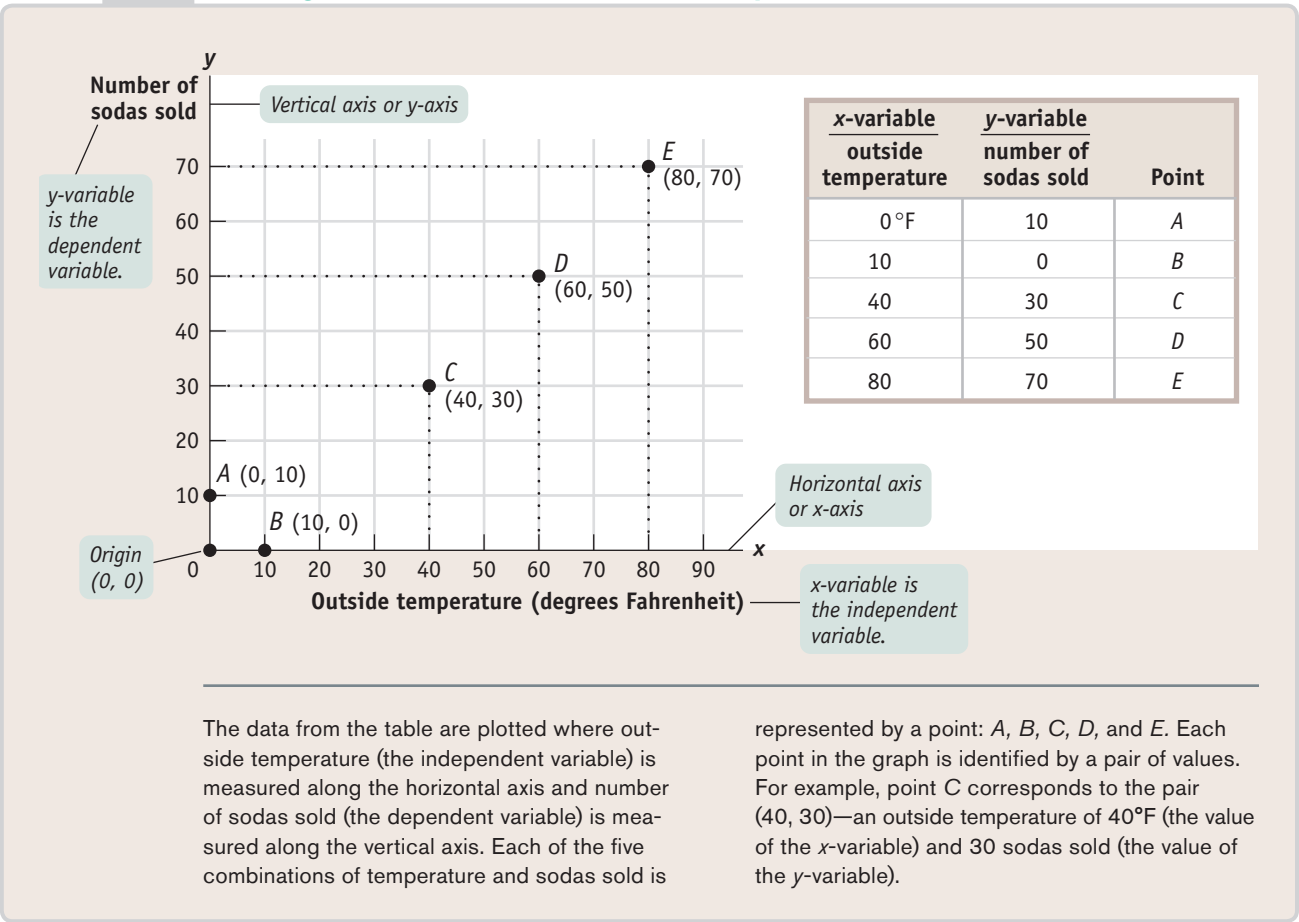 y
Number of
sodas sold
Vertical axis or y-axis
y-variable
is the
dependent
variable.
70
60
50
40
30
20
10
E
(80, 70)
D
(60, 50)
C
(40, 30)
A (0, 10)
B (10, 0)
Origin
(0, 0)
0 10 20 30 40 50 60 70 80 90
x
Outside temperature (degrees Fahrenheit)
Horizontal axis
or x-axis
x-variable is
the independent
variable.
x-variable y-variable
outside number of
temperature sodas sold Point
0 °F 10 A
10 0 B
40 30 C
60 50 D
80 70 E
The data from the table are plotted where out-
side temperature (the independent variable) is
measured along the horizontal axis and number
of sodas sold (the dependent variable) is mea-
sured along the vertical axis. Each of the five
combinations of temperature and sodas sold is
represented by a point: A, B, C, D, and E. Each
point in the graph is identified by a pair of values.
For example, point C corresponds to the pair
(40, 30)—an outside temperature of 40°F (the value
of the x-variable) and 30 sodas sold (the value of
the y-variable).